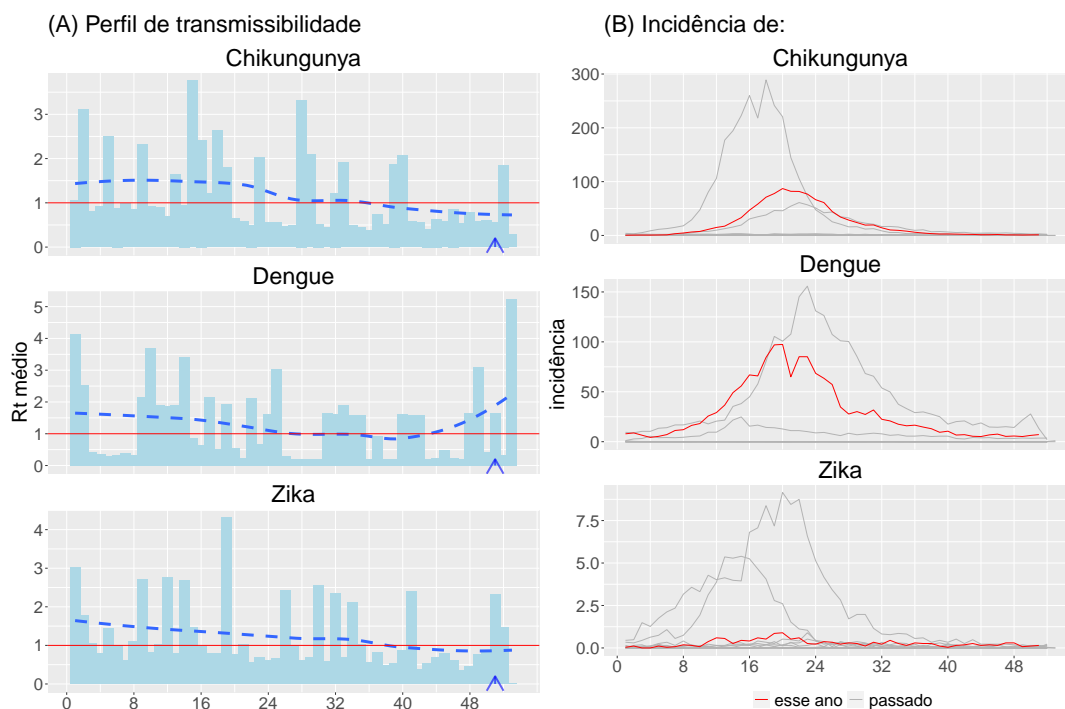 (A) Perfil de transmissibilidade
Chikungunya
3
2
1
0
Dengue
5
4
3
2
1
0
Rt médio
Zika
4
3
2
1
0
0 8 16 24 32 40 48
(B) Incidência de:
Chikungunya
300
200
100
0
Dengue
150
100
50
0
incidência
Zika
7.5
5.0
2.5
0.0
0 8 16 24 32 40 48
esse ano passado